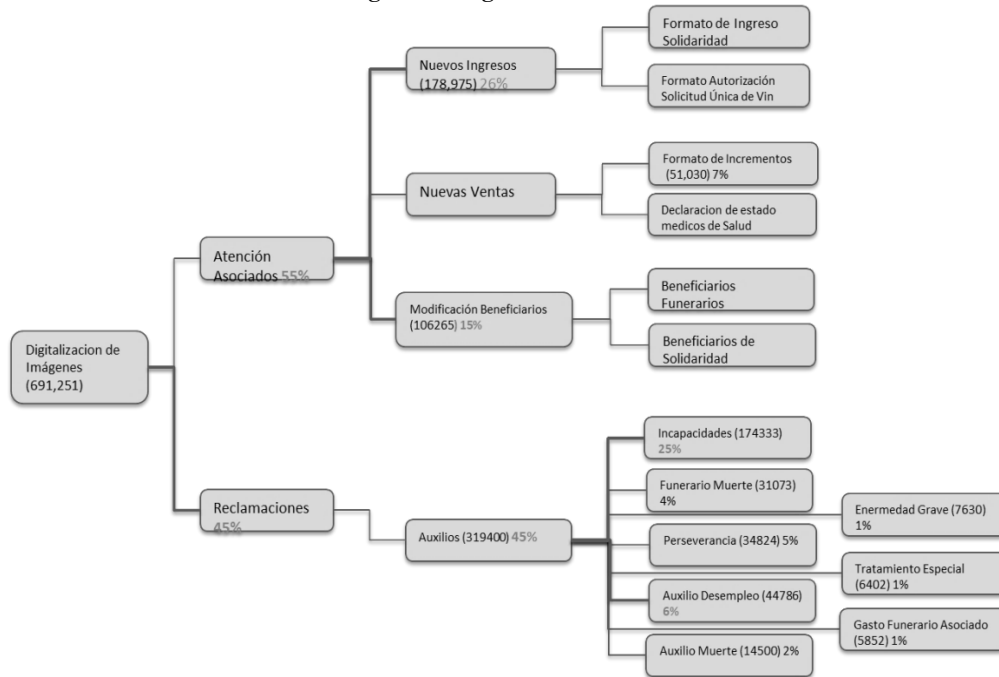 Formato de Ingreso
Solidaridad
Nuevos Ingresos
(178,975) 26%
Formato Autorización
Solicitud Única de Vin
Formato de Incrementos
(51,030) 7%
Nuevas Ventas
Declaracion de estado
medicos de Salud
Atención
Asociados 55%
Beneficiarios
Funerarios
Modificación Beneficiarios
(106265) 15%
Beneficiarios de
Solidaridad
Digitalizacion de
Imágenes
(691,251)
Incapacidades (174333)
25%
Funerario Muerte (31073)
4%
Reclamaciones
45%
Enermedad Grave (7630)
1%
Auxilios (319400) 45%
Perseverancia (34824) 5%
Tratamiento Especial
(6402) 1%
Auxilio Desempleo (44786)
6%
Gasto Funerario Asociado
(5852) 1%
Auxilio Muerte (14500) 2%